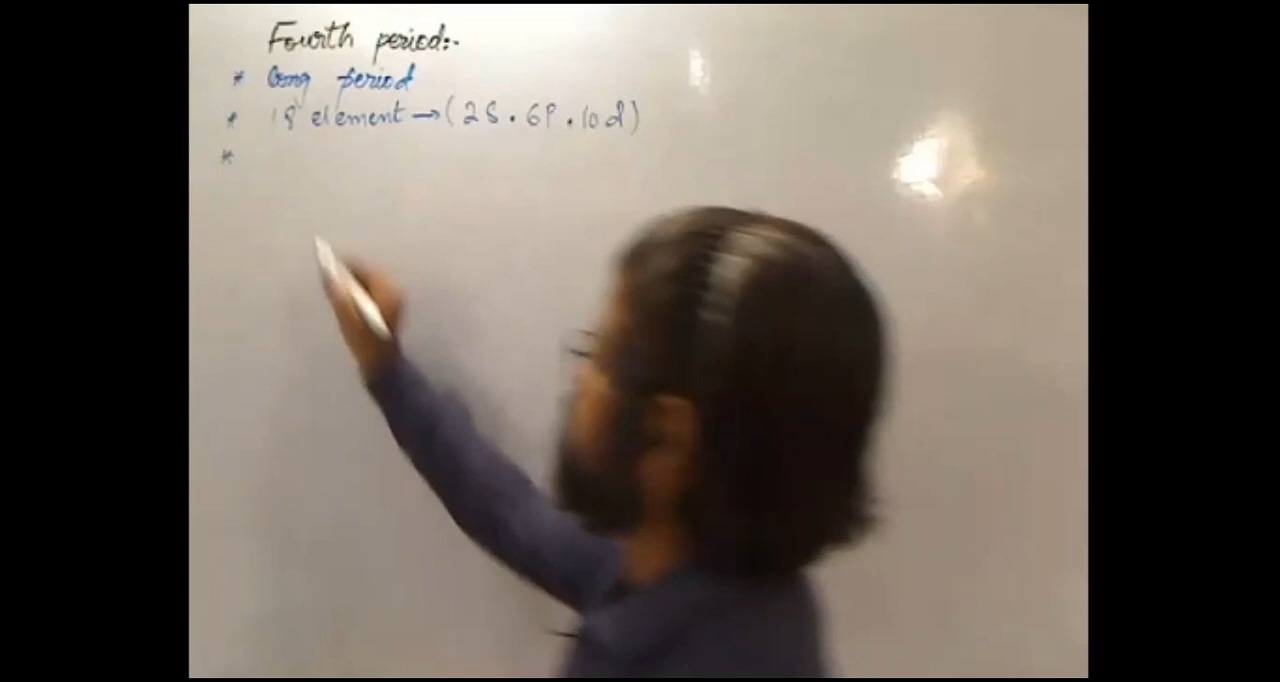 Fourth period:-
* long period
* 18 element → (2S . 6P . 10d)
*